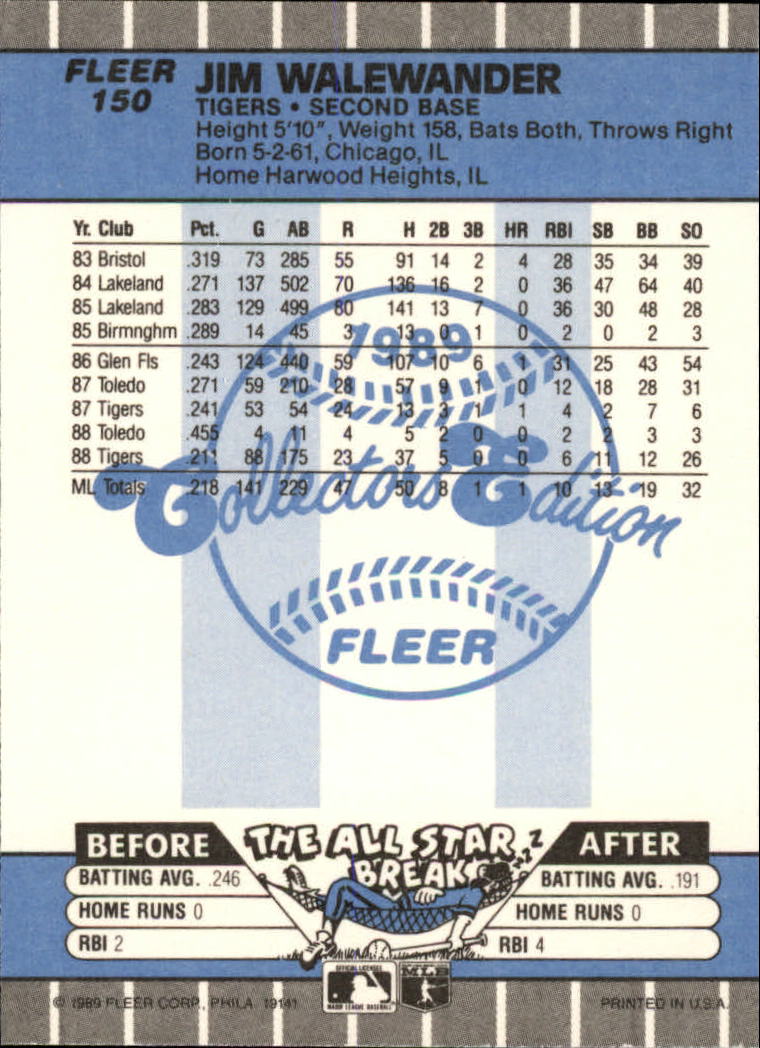 FLEER
150
JIM WALEWANDER
TIGERS • SECOND BASE
Height 5'10", Weight 158, Bats Both, Throws Right
Born 5-2-61, Chicago, IL
Home Harwood Heights, IL
Yr. Club Pct. G AB R H 2B 3B HR RBI SB BB SO
83 Bristol .319 73 285 55 91 14 2 4 28 35 34 39
84 Lakeland .271 137 502 70 136 16 2 0 36 47 64 40
85 Lakeland .283 129 499 80 141 13 7 0 36 30 48 28
85 Birmnghm .289 14 45 3 13 0 1 0 2 0 2 3
86 Glen Fls .243 124 440 59 107 10 6 1 31 25 43 54
87 Toledo .271 59 210 28 57 9 1 0 12 18 28 31
87 Tigers .241 53 54 24 13 3 1 1 4 2 7 6
88 Toledo .455 4 11 4 5 2 0 0 2 2 3 3
88 Tigers .211 88 175 23 37 5 0 0 6 11 12 26
ML Totals .218 141 229 47 50 8 1 1 10 13 19 32
1989
Collectors Edition
FLEER
BEFORE THE ALL STAR BREAK ZZZ AFTER
BATTING AVG. .246 BATTING AVG. .191
HOME RUNS 0 HOME RUNS 0
RBI 2 RBI 4
OFFICIAL LICENSEE
MAJOR LEAGUE BASEBALL
MLB
© 1989 FLEER CORP., PHILA. 19141 PRINTED IN U.S.A.